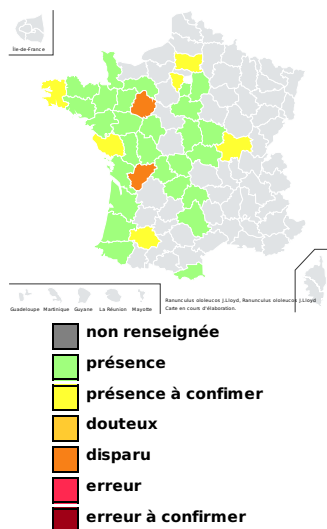 Île-de-France
Guadeloupe Martinique Guyane La Réunion Mayotte
Ranunculus ololeucos J.Lloyd, Ranunculus ololeucos J.Lloyd
Carte en cours d'élaboration.
non renseignée
présence
présence à confimer
douteux
disparu
erreur
erreur à confirmer